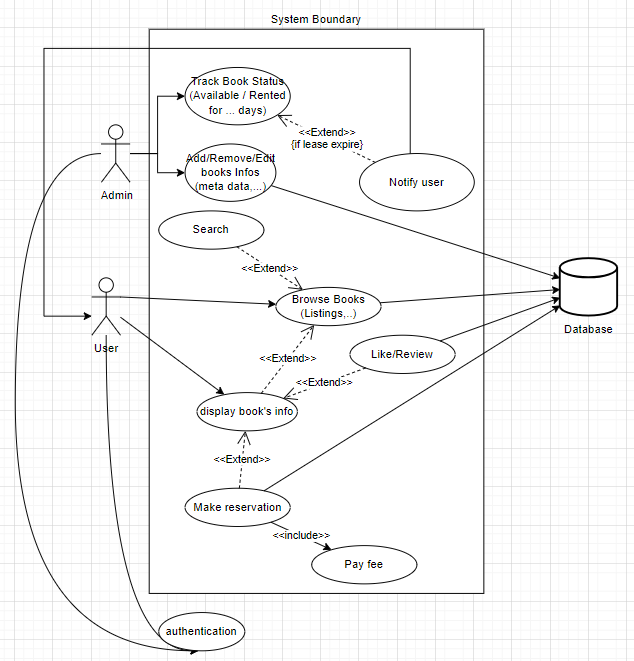 System Boundary
Track Book Status
(Available / Rented
for ... days)
<<Extend>>
{if lease expire}
Add/Remove/Edit
books Infos
(meta data,...)
Notify user
Admin
Search
<<Extend>>
Browse Books
(Listings,..)
Database
User
<<Extend>>
Like/Review
<<Extend>>
display book's info
<<Extend>>
Make reservation
<<include>>
Pay fee
authentication